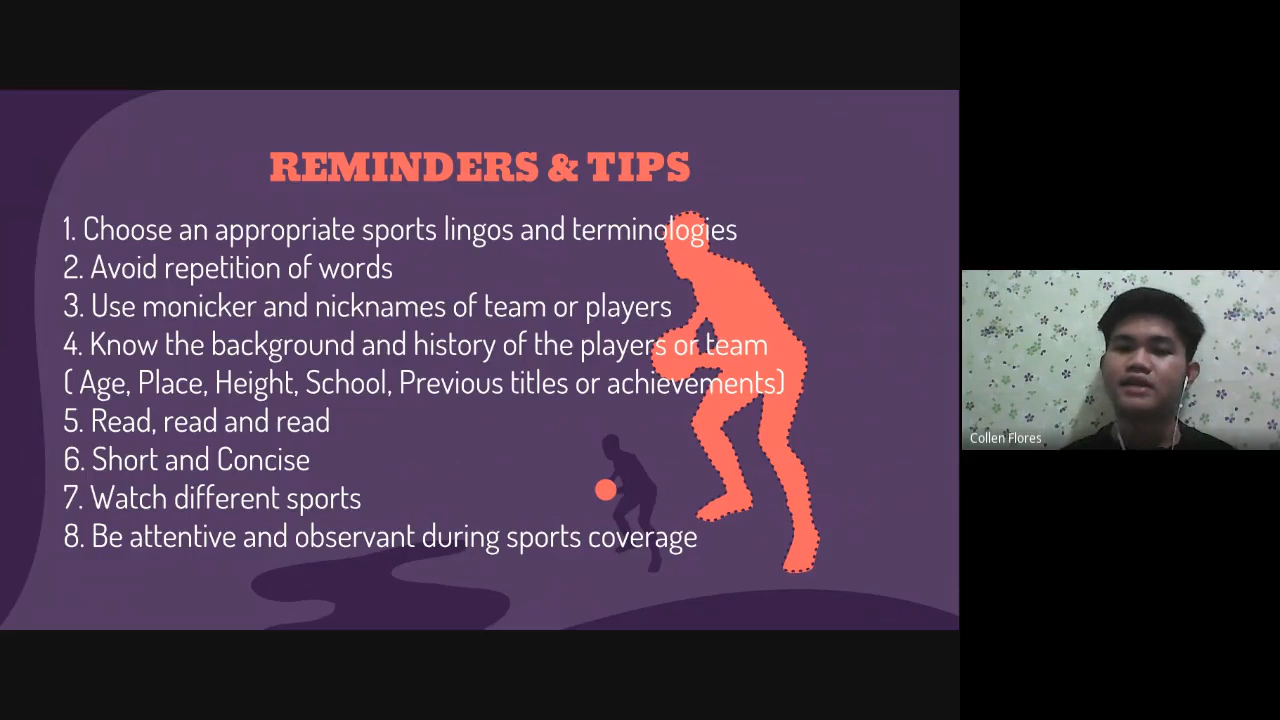 REMINDERS & TIPS
1. Choose an appropriate sports lingos and terminologies
2. Avoid repetition of words
3. Use monicker and nicknames of team or players
4. Know the background and history of the players or team
( Age, Place, Height, School, Previous titles or achievements)
5. Read, read and read
6. Short and Concise
7. Watch different sports
8. Be attentive and observant during sports coverage
Collen Flores